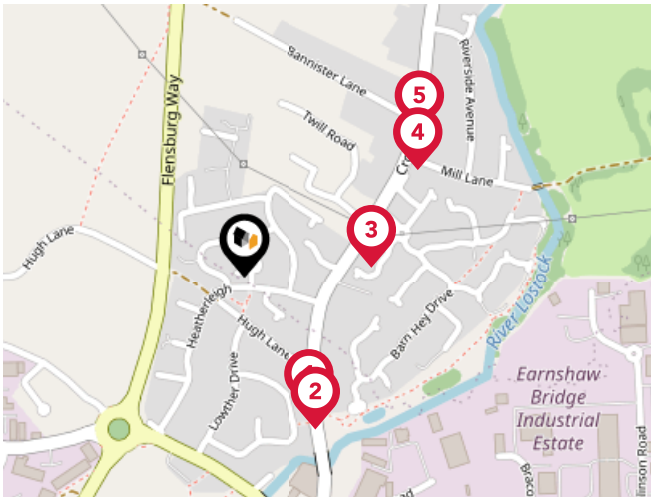 Bannister Lane
Riverside Avenue
Flensburg Way
Twill Road
5
4
Mill Lane
3
Hugh Lane
Heatherleigh
Hugh Lane
Barn Hey Drive
River Lostock
Lowther Drive
2
Earnshaw
Bridge
Industrial
Estate